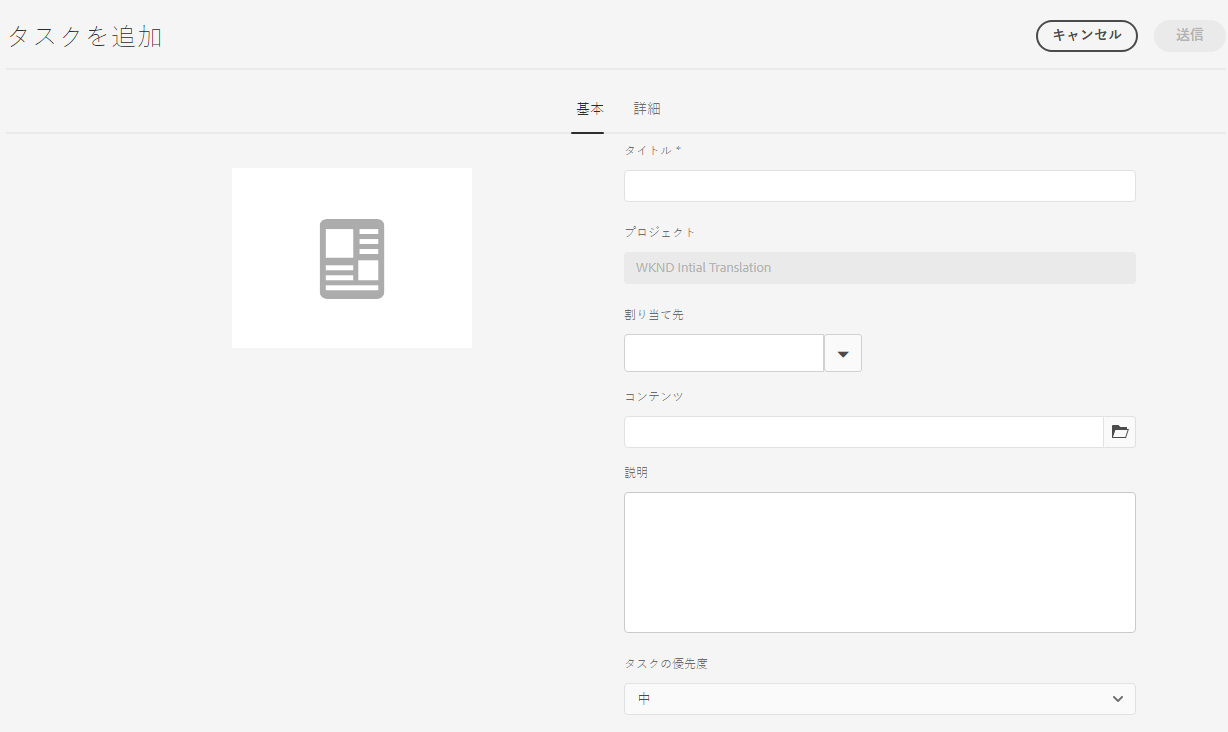 タスクを追加
キャンセル
送信
基本
詳細
タイトル *
プロジェクト
WKND Intial Translation
割り当て先
コンテンツ
説明
タスクの優先度
中